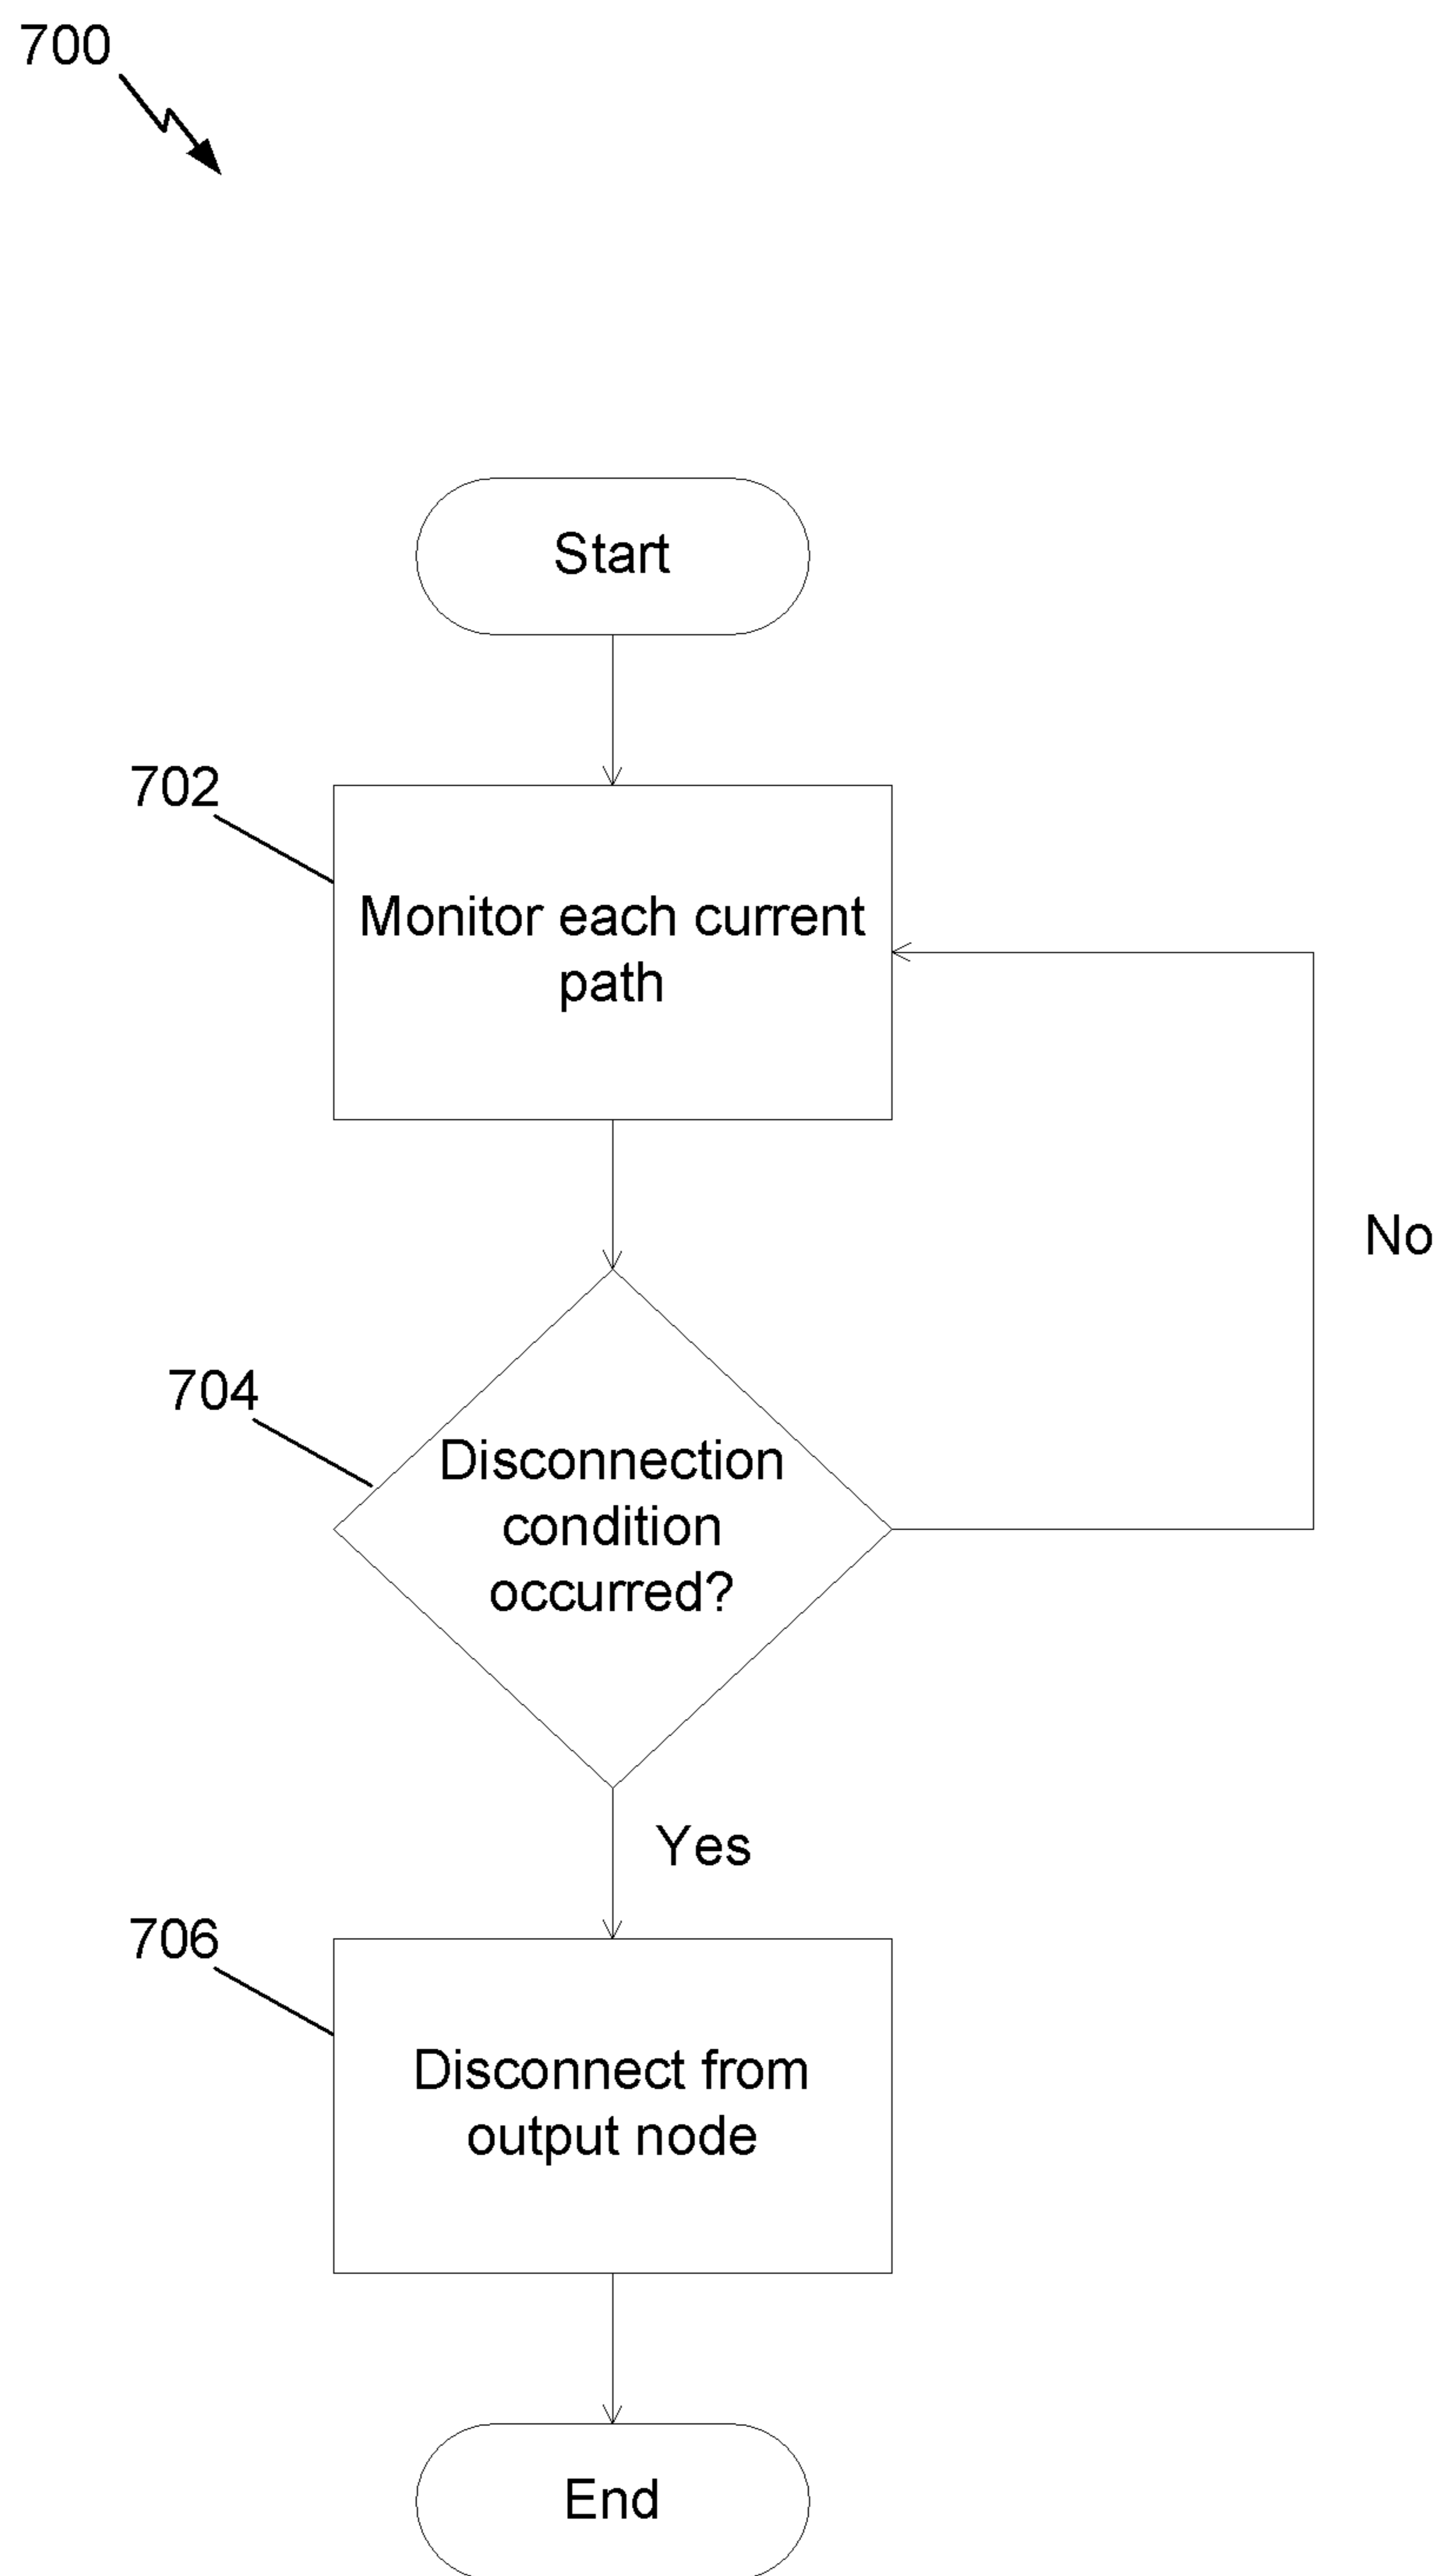 700
Start
702
Monitor each current
path
No
704
Disconnection
condition
occurred?
Yes
706
Disconnect from
output node
End